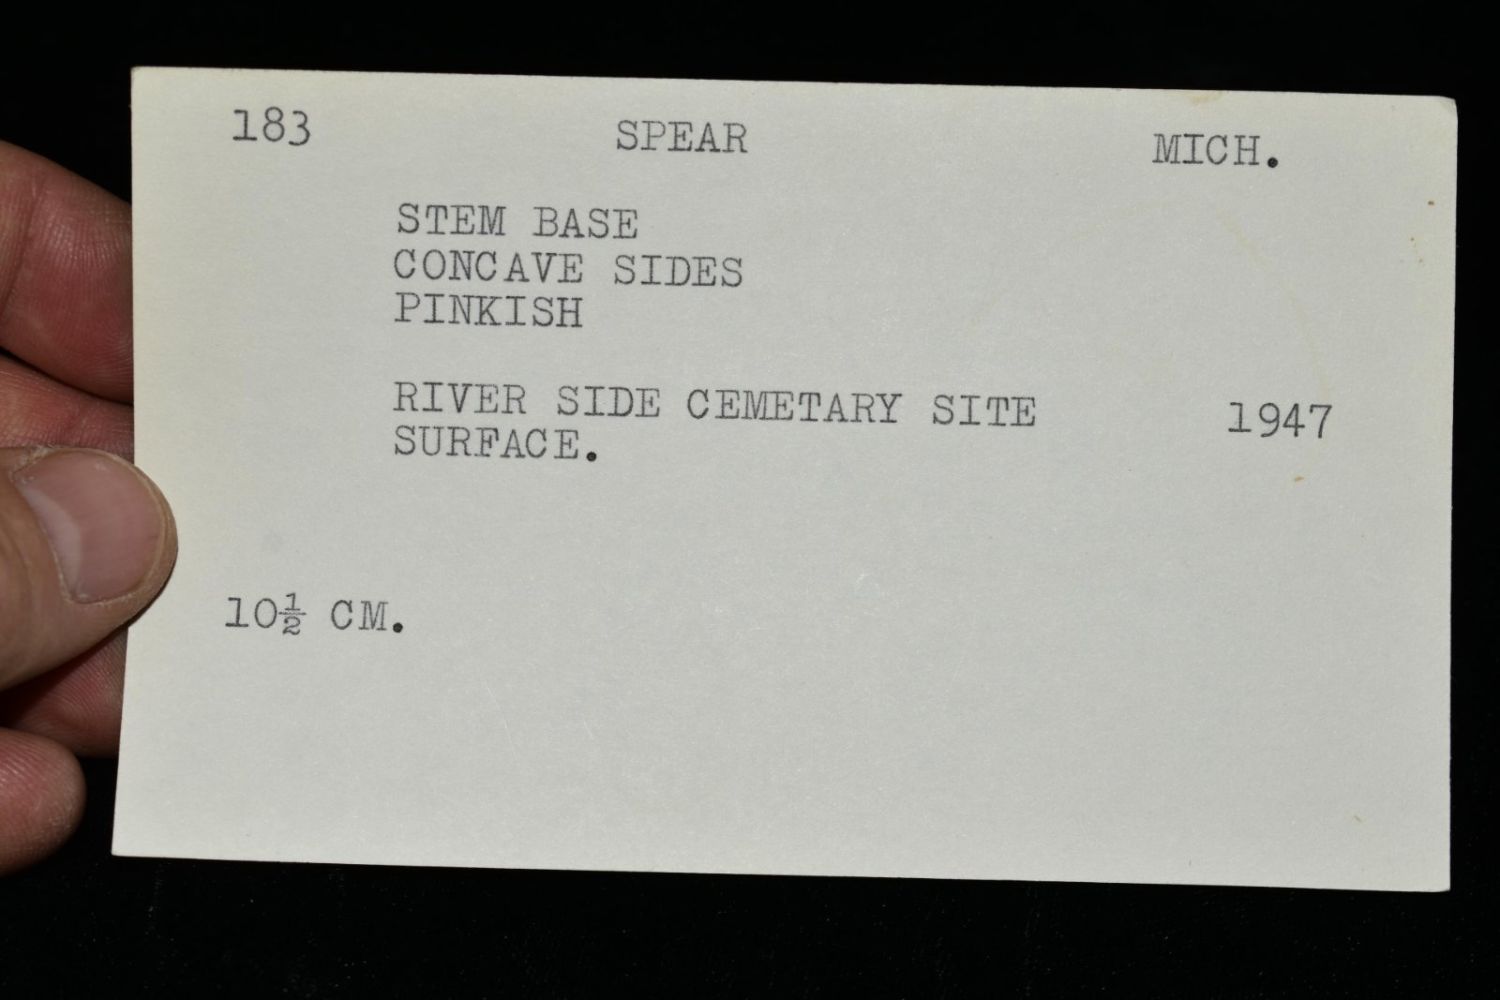 183 SPEAR MICH.
STEM BASE
CONCAVE SIDES
PINKISH
RIVER SIDE CEMETARY SITE 1947
SURFACE.
10½ CM.